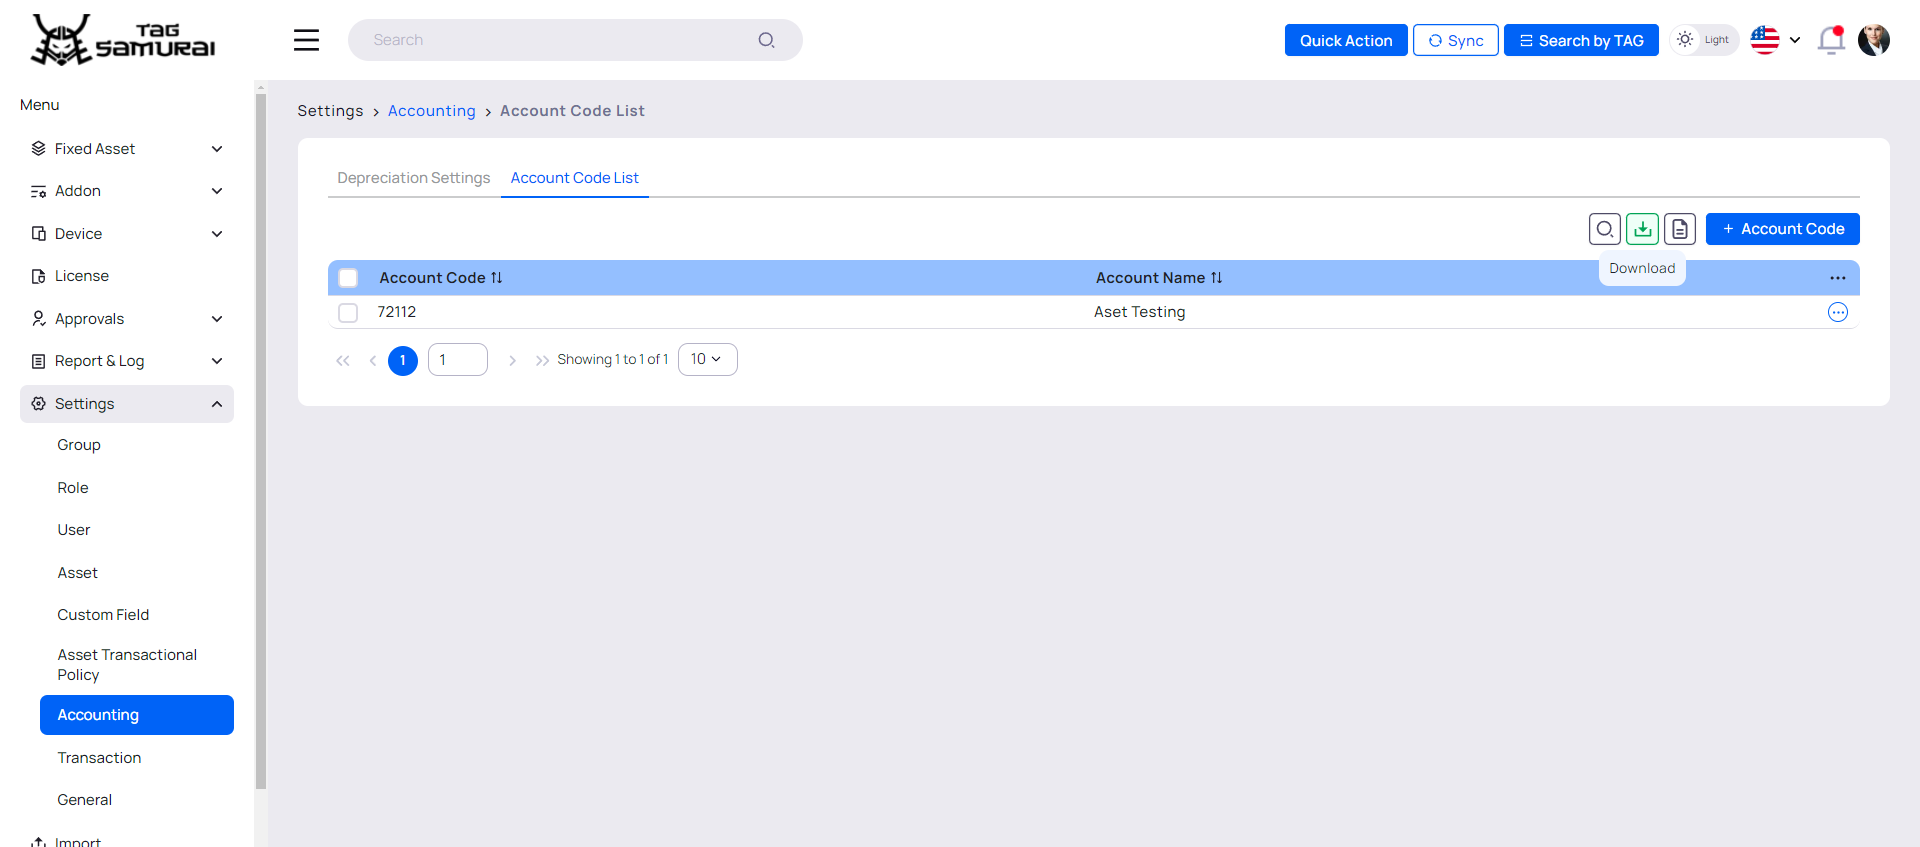 TAG
SAMURAI
Search
Quick Action
Sync
Search by TAG
Light
Menu
Fixed Asset
Addon
Device
License
Approvals
Report & Log
Settings
Group
Role
User
Asset
Custom Field
Asset Transactional
Policy
Accounting
Transaction
General
Import
Settings > Accounting > Account Code List
Depreciation Settings
Account Code List
+ Account Code
Download
Account Code
Account Name
72112
Aset Testing
1
1
Showing 1 to 1 of 1
10